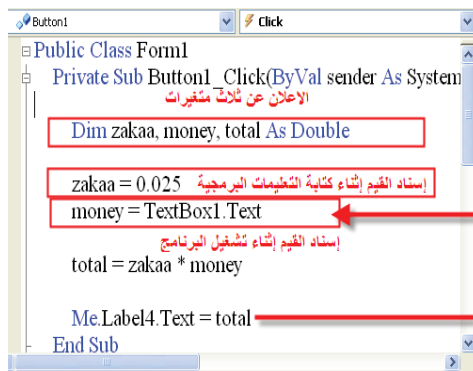 Button1 Click
Public Class Form1
Private Sub Button1_Click(ByVal sender As System
الاعلان عن ثلاث متغيرات
Dim zakaa, money, total As Double
zakaa = 0.025 إسناد القيم إثناء كتابة التعليمات البرمجية
money = TextBox1.Text
إسناد القيم إثناء تشغيل البرنامج
total = zakaa * money
Me.Label4.Text = total
End Sub